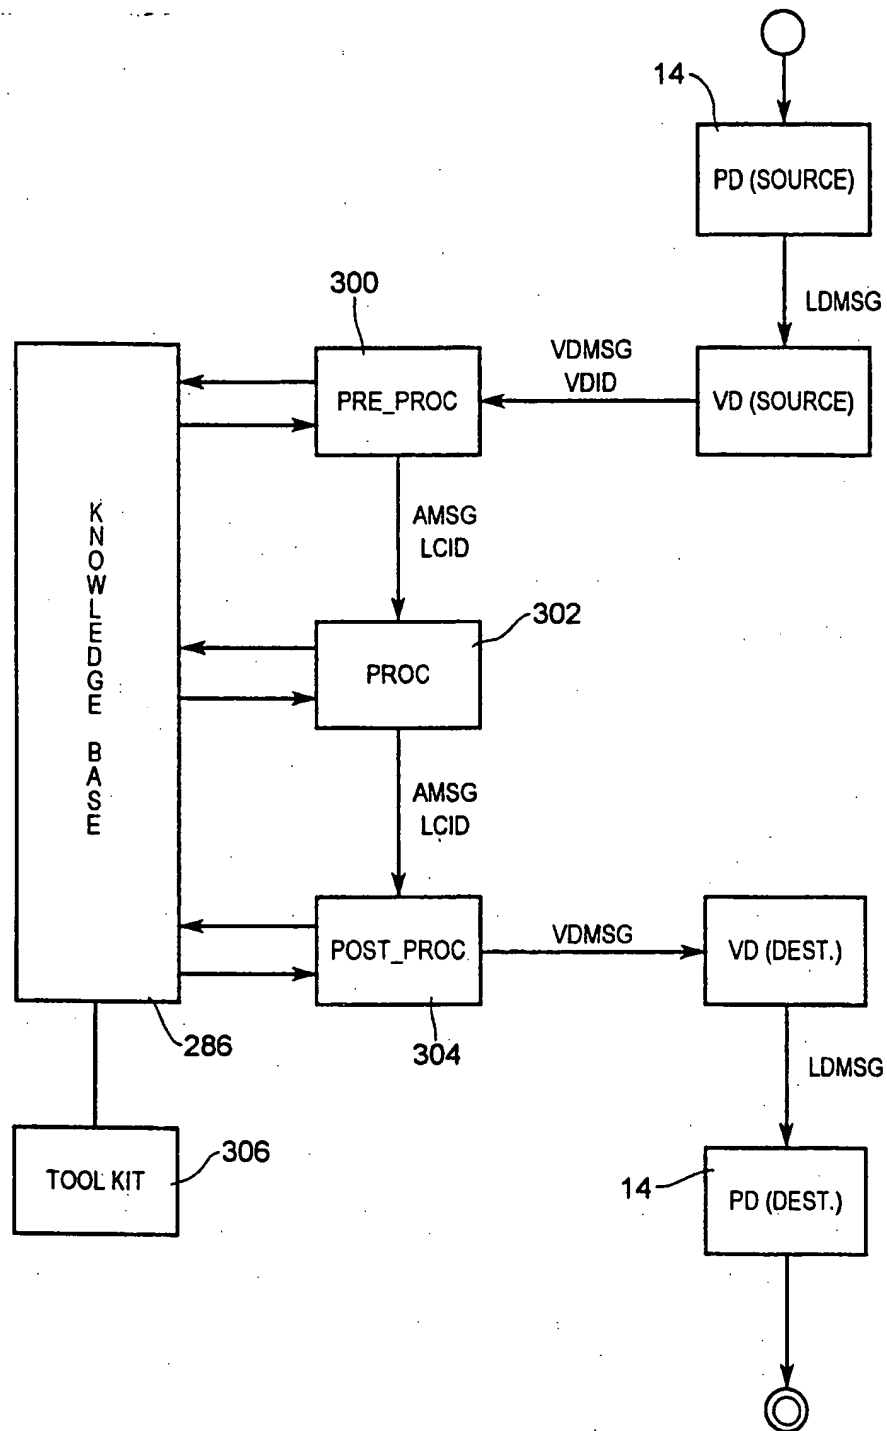 14
PD (SOURCE)
LDMSG
300
VDMSG
VDID
PRE_PROC
VD (SOURCE)
KNOWLEDGE BASE
AMSG
LCID
302
PROC
AMSG
LCID
POST_PROC
VDMSG
VD (DEST.)
286
304
LDMSG
306
TOOL KIT
14
PD (DEST.)